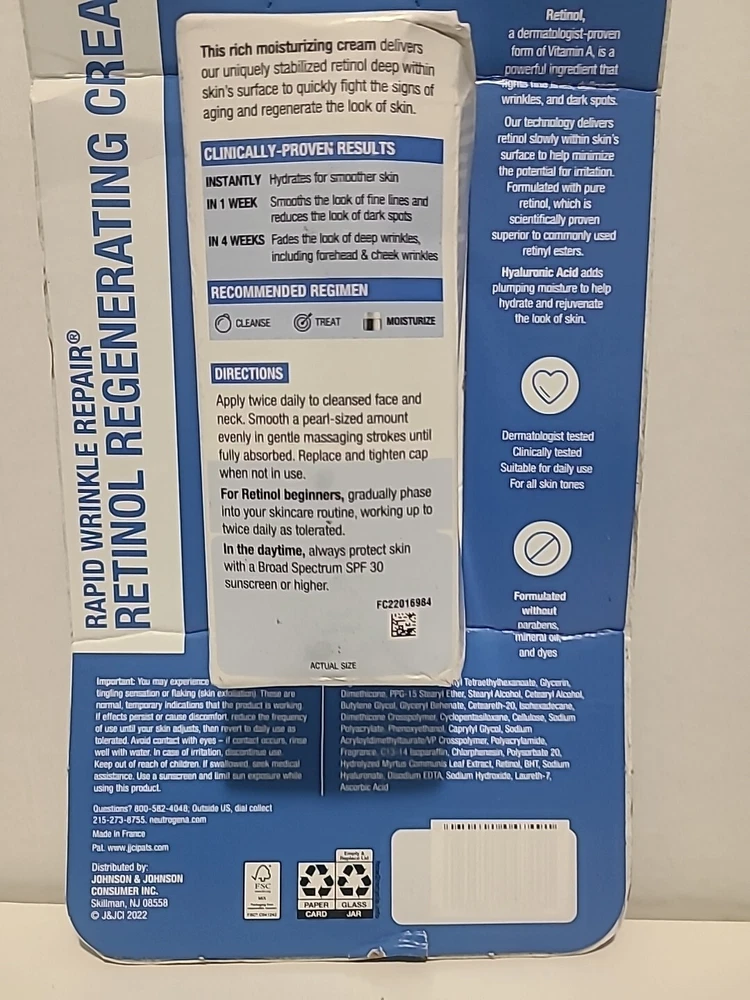 RAPID WRINKLE REPAIR®
RETINOL REGENERATING CREA
This rich moisturizing cream delivers
our uniquely stabilized retinol deep within
skin's surface to quickly fight the signs of
aging and regenerate the look of skin.
CLINICALLY-PROVEN RESULTS
INSTANTLY Hydrates for smoother skin
IN 1 WEEK Smooths the look of fine lines and
reduces the look of dark spots
IN 4 WEEKS Fades the look of deep wrinkles,
including forehead & cheek wrinkles
RECOMMENDED REGIMEN
CLEANSE TREAT MOISTURIZE
DIRECTIONS
Apply twice daily to cleansed face and
neck. Smooth a pearl-sized amount
evenly in gentle massaging strokes until
fully absorbed. Replace and tighten cap
when not in use.
For Retinol beginners, gradually phase
into your skincare routine, working up to
twice daily as tolerated.
In the daytime, always protect skin
with a Broad Spectrum SPF 30
sunscreen or higher.
FC22016984
ACTUAL SIZE
Retinol,
a dermatologist-proven
form of Vitamin A, is a
powerful ingredient that
fights fine
wrinkles, and dark spots.
Our technology delivers
retinol slowly within skin's
surface to help minimize
the potential for irritation.
Formulated with pure
retinol, which is
scientifically proven
superior to commonly used
retinyl esters.
Hyaluronic Acid adds
plumping moisture to help
hydrate and rejuvenate
the look of skin.
Dermatologist tested
Clinically tested
Suitable for daily use
For all skin tones
Formulated
without
parabens,
mineral oil,
and dyes
Important: You may experience
tingling sensation or flaking (skin exfoliation). These are
normal, temporary indications that the product is working.
If effects persist or cause discomfort, reduce the frequency
of use until your skin adjusts, then revert to daily use as
tolerated. Avoid contact with eyes – if contact occurs, rinse
well with water. In case of irritation, discontinue use.
Keep out of reach of children. If swallowed, seek medical
assistance. Use a sunscreen and limit sun exposure while
using this product.
Tetraethylhexanoate, Glycerin,
Dimethicone, PPG-15 Stearyl Ether, Stearyl Alcohol, Cetearyl Alcohol,
Butylene Glycol, Glyceryl Behenate, Ceteareth-20, Isohexadecane,
Dimethicone Crosspolymer, Cyclopentasiloxane, Cellulose, Sodium
Polyacrylate, Phenoxyethanol, Caprylyl Glycol, Sodium
Acryloyldimethyltaurate/VP Crosspolymer, Polyacrylamide,
Fragrance, C13-14 Isoparaffin, Chlorphenesin, Polysorbate 20,
Hydrolyzed Myrtus Communis Leaf Extract, Retinol, BHT, Sodium
Hyaluronate, Disodium EDTA, Sodium Hydroxide, Laureth-7,
Ascorbic Acid
Questions? 800-582-4048; Outside US, dial collect
215-273-8755. neutrogena.com
Made in France
Pat. www.jjcipats.com
Distributed by:
JOHNSON & JOHNSON
CONSUMER INC.
Skillman, NJ 08558
© J&JCI 2022
FSC
MIX
Empty &
Replace Lid
PAPER GLASS
CARD JAR